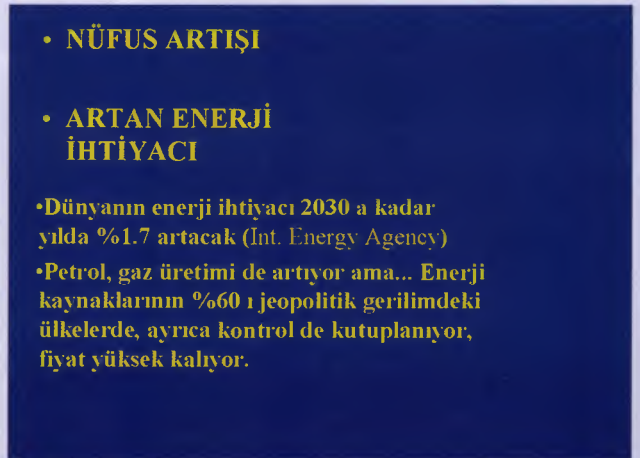 • NÜFUS ARTIŞI
• ARTAN ENERJİ
İHTİYACI
•Dünyanın enerji ihtiyacı 2030 a kadar
yılda %1.7 artacak (Int. Energy Agency)
•Petrol, gaz üretimi de artıyor ama... Enerji
kaynaklarının %60 ı jeopolitik gerilimdeki
ülkelerde, ayrıca kontrol de kutuplanıyor,
fiyat yüksek kalıyor.